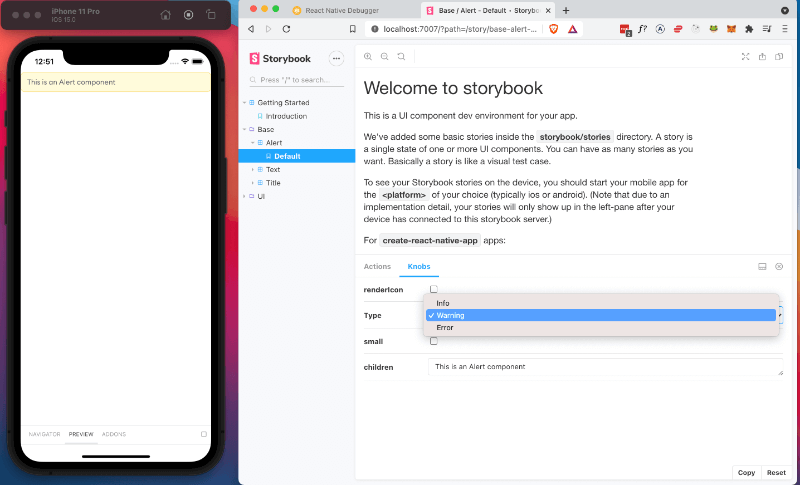 iPhone 11 Pro
iOS 15.0
12:51
This is an Alert component
NAVIGATOR PREVIEW ADDONS
React Native Debugger
Base / Alert - Default • Storybo
localhost:7007/?path=/story/base-alert-...
Storybook
Press "/" to search...
Getting Started
Introduction
Base
Alert
Default
Text
Title
UI
Welcome to storybook
This is a UI component dev environment for your app.
We've added some basic stories inside the storybook/stories directory. A story is
a single state of one or more UI components. You can have as many stories as you
want. Basically a story is like a visual test case.
To see your Storybook stories on the device, you should start your mobile app for
the <platform> of your choice (typically ios or android). (Note that due to an
implementation detail, your stories will only show up in the left-pane after your
device has connected to this storybook server.)
For create-react-native-app apps:
Actions Knobs
renderIcon
Type
Info
Warning
Error
small
children
This is an Alert component
Copy Reset